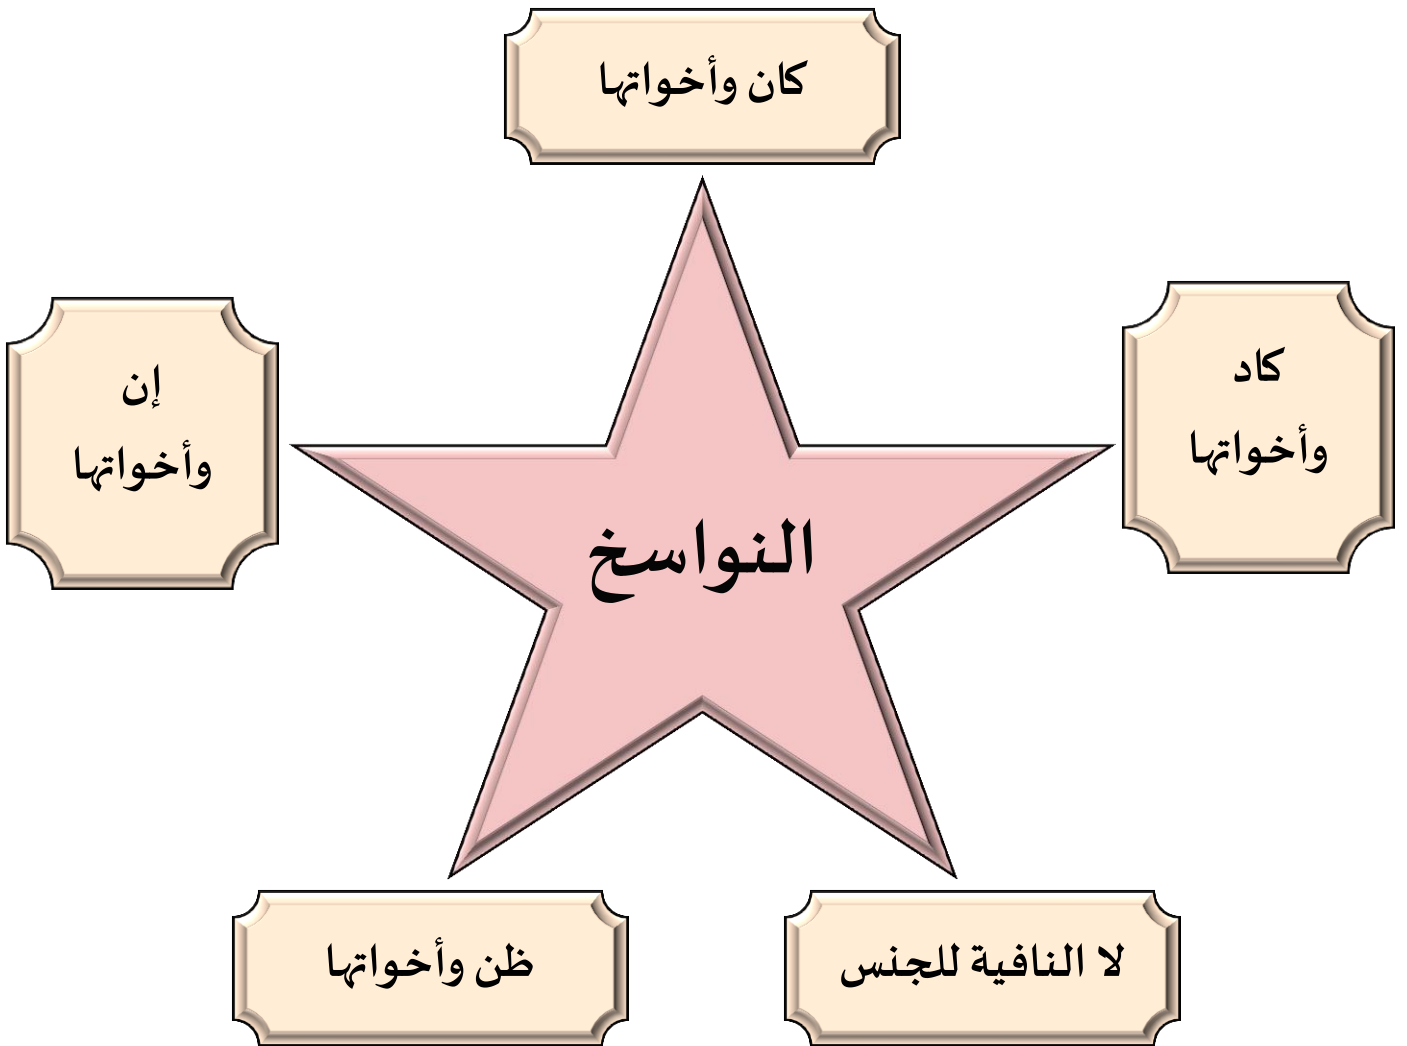 كان وأخواتها
كاد
وأخواتها
إن
وأخواتها
النواسخ
لا النافية للجنس
ظن وأخواتها